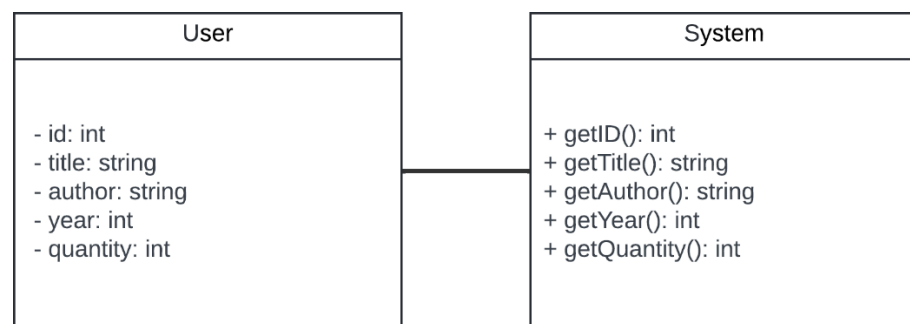 User
- id: int
- title: string
- author: string
- year: int
- quantity: int
System
+ getID(): int
+ getTitle(): string
+ getAuthor(): string
+ getYear(): int
+ getQuantity(): int